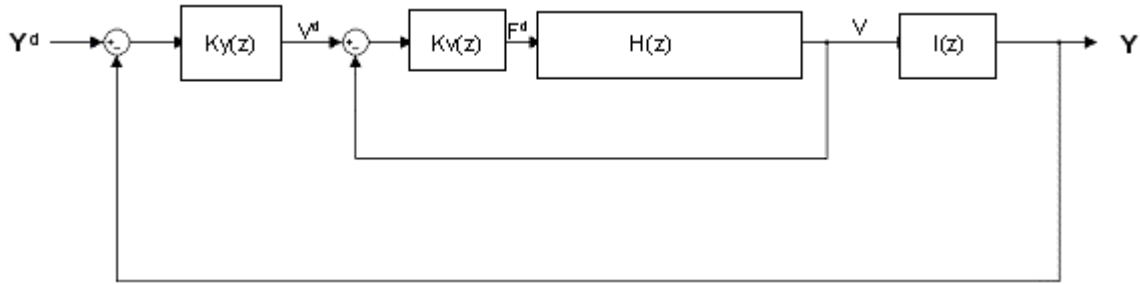 Yᵈ
+
-
Ky(z)
Vᵈ
+
-
Kv(z)
Fᵈ
H(z)
V
I(z)
Y